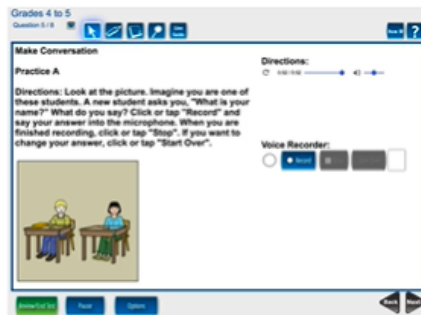 Grades 4 to 5
Question 5 / 8
Make Conversation
Practice A
Directions: Look at the picture. Imagine you are one of
these students. A new student asks you, "What is your
name?" What do you say? Click or tap "Record" and
say your answer into the microphone. When you are
finished recording, click or tap "Stop". If you want to
change your answer, click or tap "Start Over".
Directions:
Voice Recorder:
Record
Review/End Test
Pause
Options
Back
Next